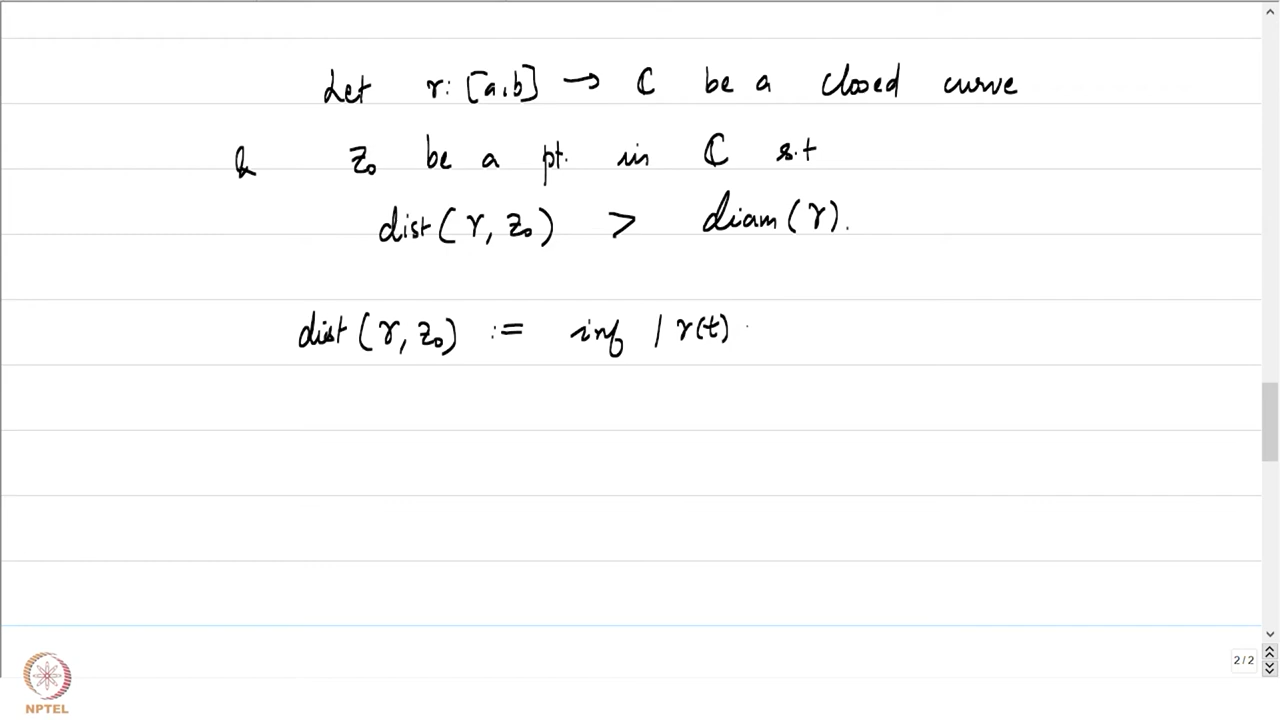 Let γ: [a,b] → ℂ be a closed curve
& z₀ be a pt. in ℂ s.t
dist(γ, z₀) > diam(γ).
dist(γ, z₀) := inf |γ(t)
2/2
NPTEL